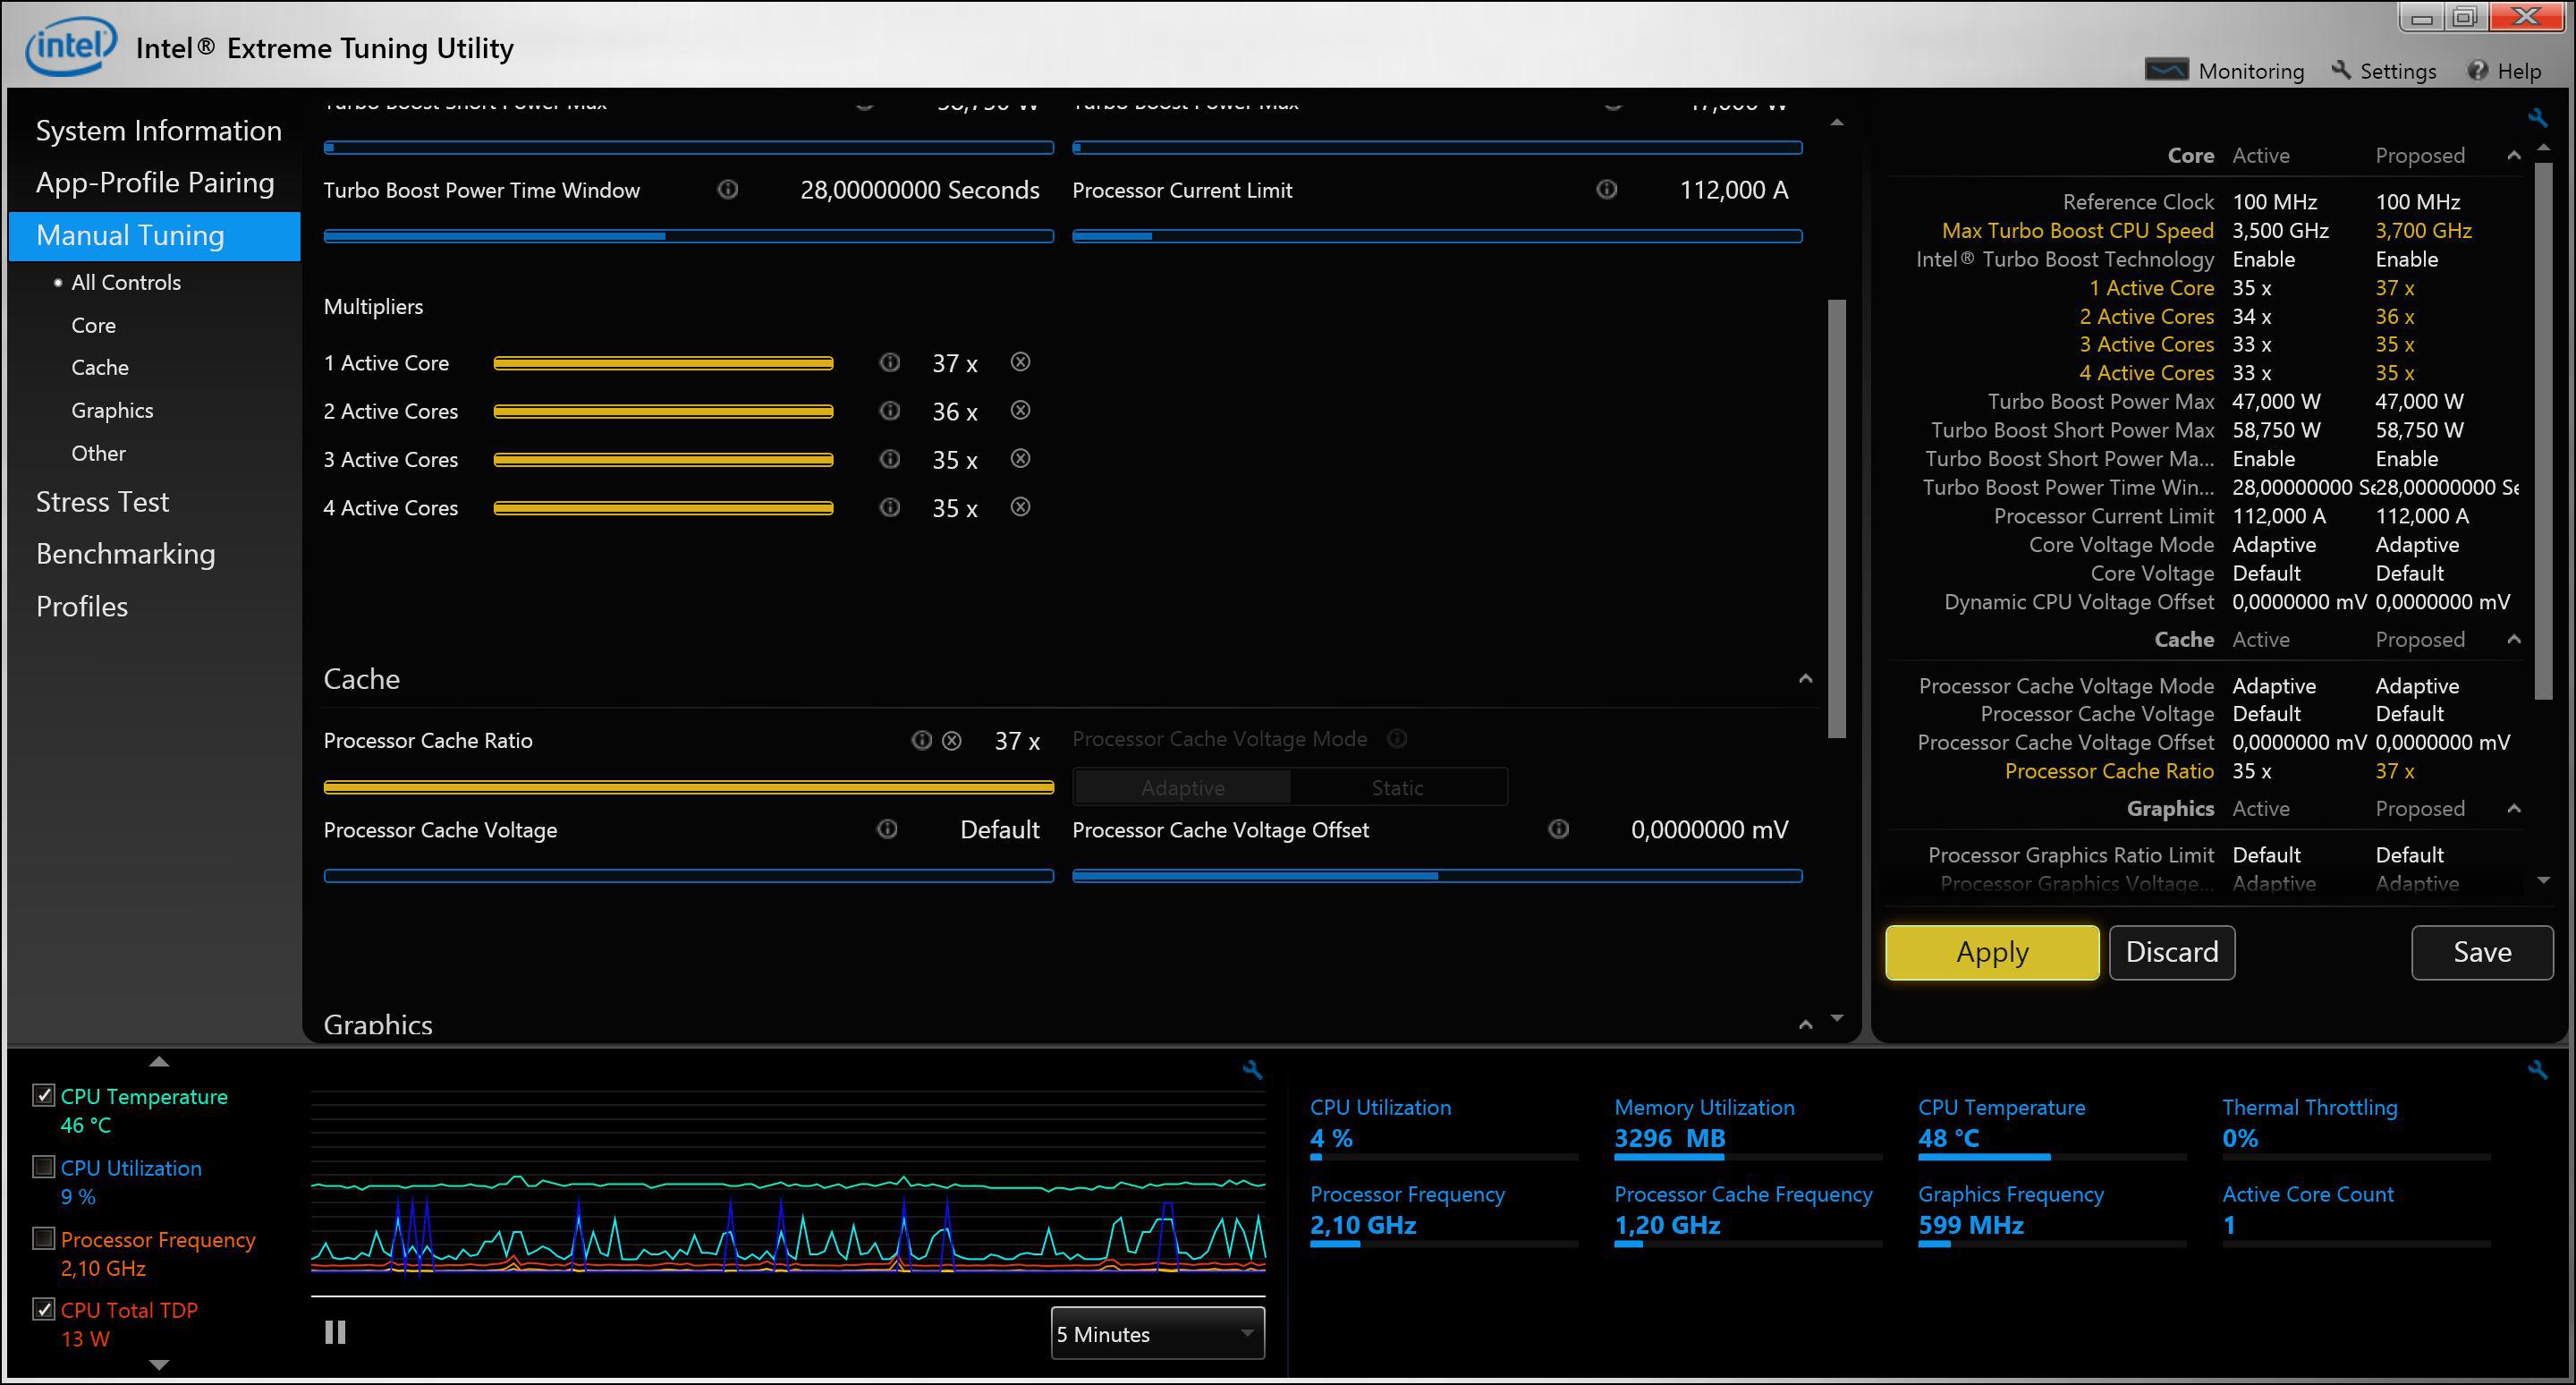 intel
Intel® Extreme Tuning Utility
Monitoring Settings Help
System Information
App-Profile Pairing
Manual Tuning
All Controls
Core
Cache
Graphics
Other
Stress Test
Benchmarking
Profiles
Turbo Boost Short Power Max 58,750 W Turbo Boost Power Max 47,000 W
Turbo Boost Power Time Window 28,00000000 Seconds Processor Current Limit 112,000 A
Multipliers
1 Active Core 37 x
2 Active Cores 36 x
3 Active Cores 35 x
4 Active Cores 35 x
Cache
Processor Cache Ratio 37 x Processor Cache Voltage Mode
Adaptive Static
Processor Cache Voltage Default Processor Cache Voltage Offset 0,0000000 mV
Graphics
Core Active Proposed
Reference Clock 100 MHz 100 MHz
Max Turbo Boost CPU Speed 3,500 GHz 3,700 GHz
Intel® Turbo Boost Technology Enable Enable
1 Active Core 35 x 37 x
2 Active Cores 34 x 36 x
3 Active Cores 33 x 35 x
4 Active Cores 33 x 35 x
Turbo Boost Power Max 47,000 W 47,000 W
Turbo Boost Short Power Max 58,750 W 58,750 W
Turbo Boost Short Power Ma... Enable Enable
Turbo Boost Power Time Win... 28,00000000 Se 28,00000000 Se
Processor Current Limit 112,000 A 112,000 A
Core Voltage Mode Adaptive Adaptive
Core Voltage Default Default
Dynamic CPU Voltage Offset 0,0000000 mV 0,0000000 mV
Cache Active Proposed
Processor Cache Voltage Mode Adaptive Adaptive
Processor Cache Voltage Default Default
Processor Cache Voltage Offset 0,0000000 mV 0,0000000 mV
Processor Cache Ratio 35 x 37 x
Graphics Active Proposed
Processor Graphics Ratio Limit Default Default
Processor Graphics Voltage... Adaptive Adaptive
Apply Discard Save
CPU Temperature
46 °C
CPU Utilization
9 %
Processor Frequency
2,10 GHz
CPU Total TDP
13 W
5 Minutes
CPU Utilization Memory Utilization CPU Temperature Thermal Throttling
4 % 3296 MB 48 °C 0%
Processor Frequency Processor Cache Frequency Graphics Frequency Active Core Count
2,10 GHz 1,20 GHz 599 MHz 1